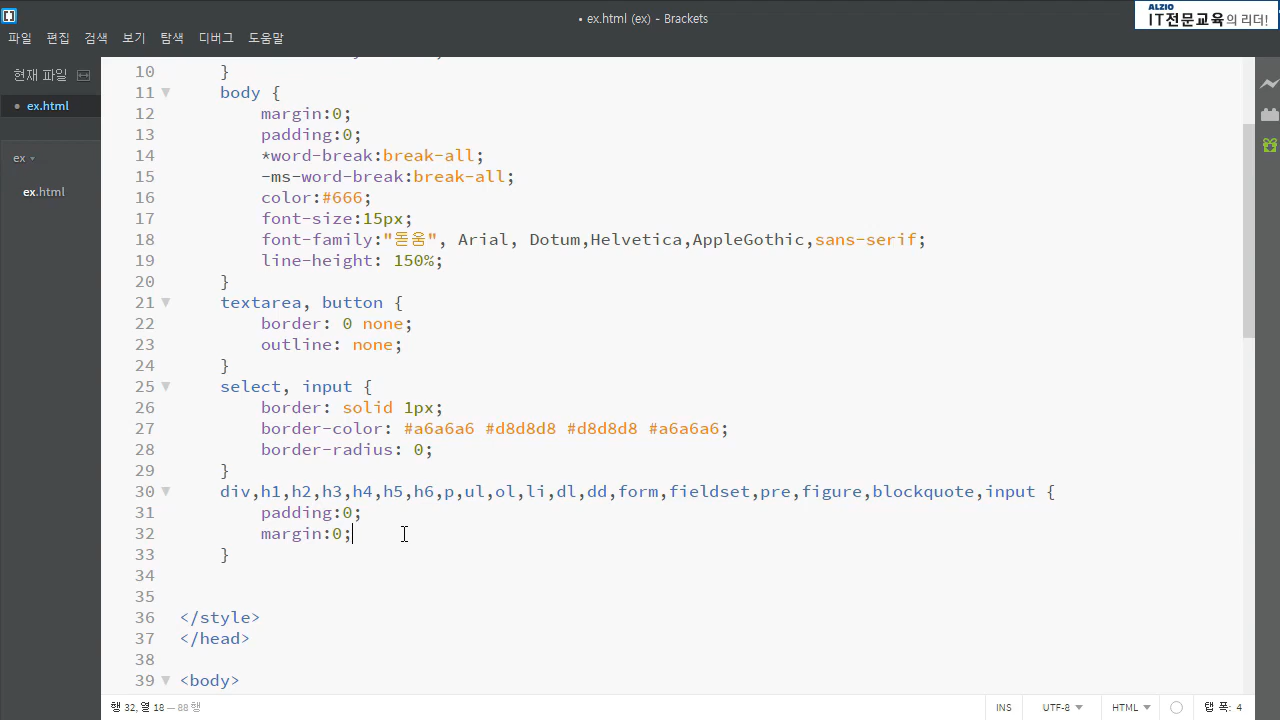 • ex.html (ex) - Brackets
ALZIO
IT전문교육의 리더!
파일 편집 검색 보기 탐색 디버그 도움말
현재 파일
• ex.html
ex
ex.html
10 }
11 body {
12 margin:0;
13 padding:0;
14 *word-break:break-all;
15 -ms-word-break:break-all;
16 color:#666;
17 font-size:15px;
18 font-family:"돋움", Arial, Dotum,Helvetica,AppleGothic,sans-serif;
19 line-height: 150%;
20 }
21 textarea, button {
22 border: 0 none;
23 outline: none;
24 }
25 select, input {
26 border: solid 1px;
27 border-color: #a6a6a6 #d8d8d8 #d8d8d8 #a6a6a6;
28 border-radius: 0;
29 }
30 div,h1,h2,h3,h4,h5,h6,p,ul,ol,li,dl,dd,form,fieldset,pre,figure,blockquote,input {
31 padding:0;
32 margin:0;
33 }
34
35
36 </style>
37 </head>
38
39 <body>
행 32, 열 18 — 88 행 INS UTF-8 HTML 탭 폭: 4